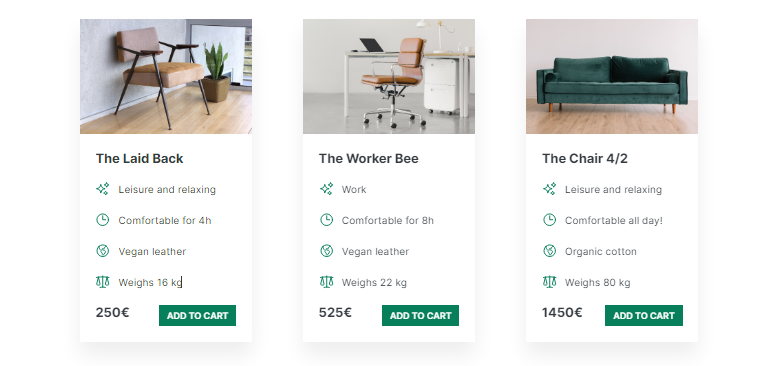 The Laid Back
Leisure and relaxing
Comfortable for 4h
Vegan leather
Weighs 16 kg
250€ ADD TO CART
The Worker Bee
Work
Comfortable for 8h
Vegan leather
Weighs 22 kg
525€ ADD TO CART
The Chair 4/2
Leisure and relaxing
Comfortable all day!
Organic cotton
Weighs 80 kg
1450€ ADD TO CART